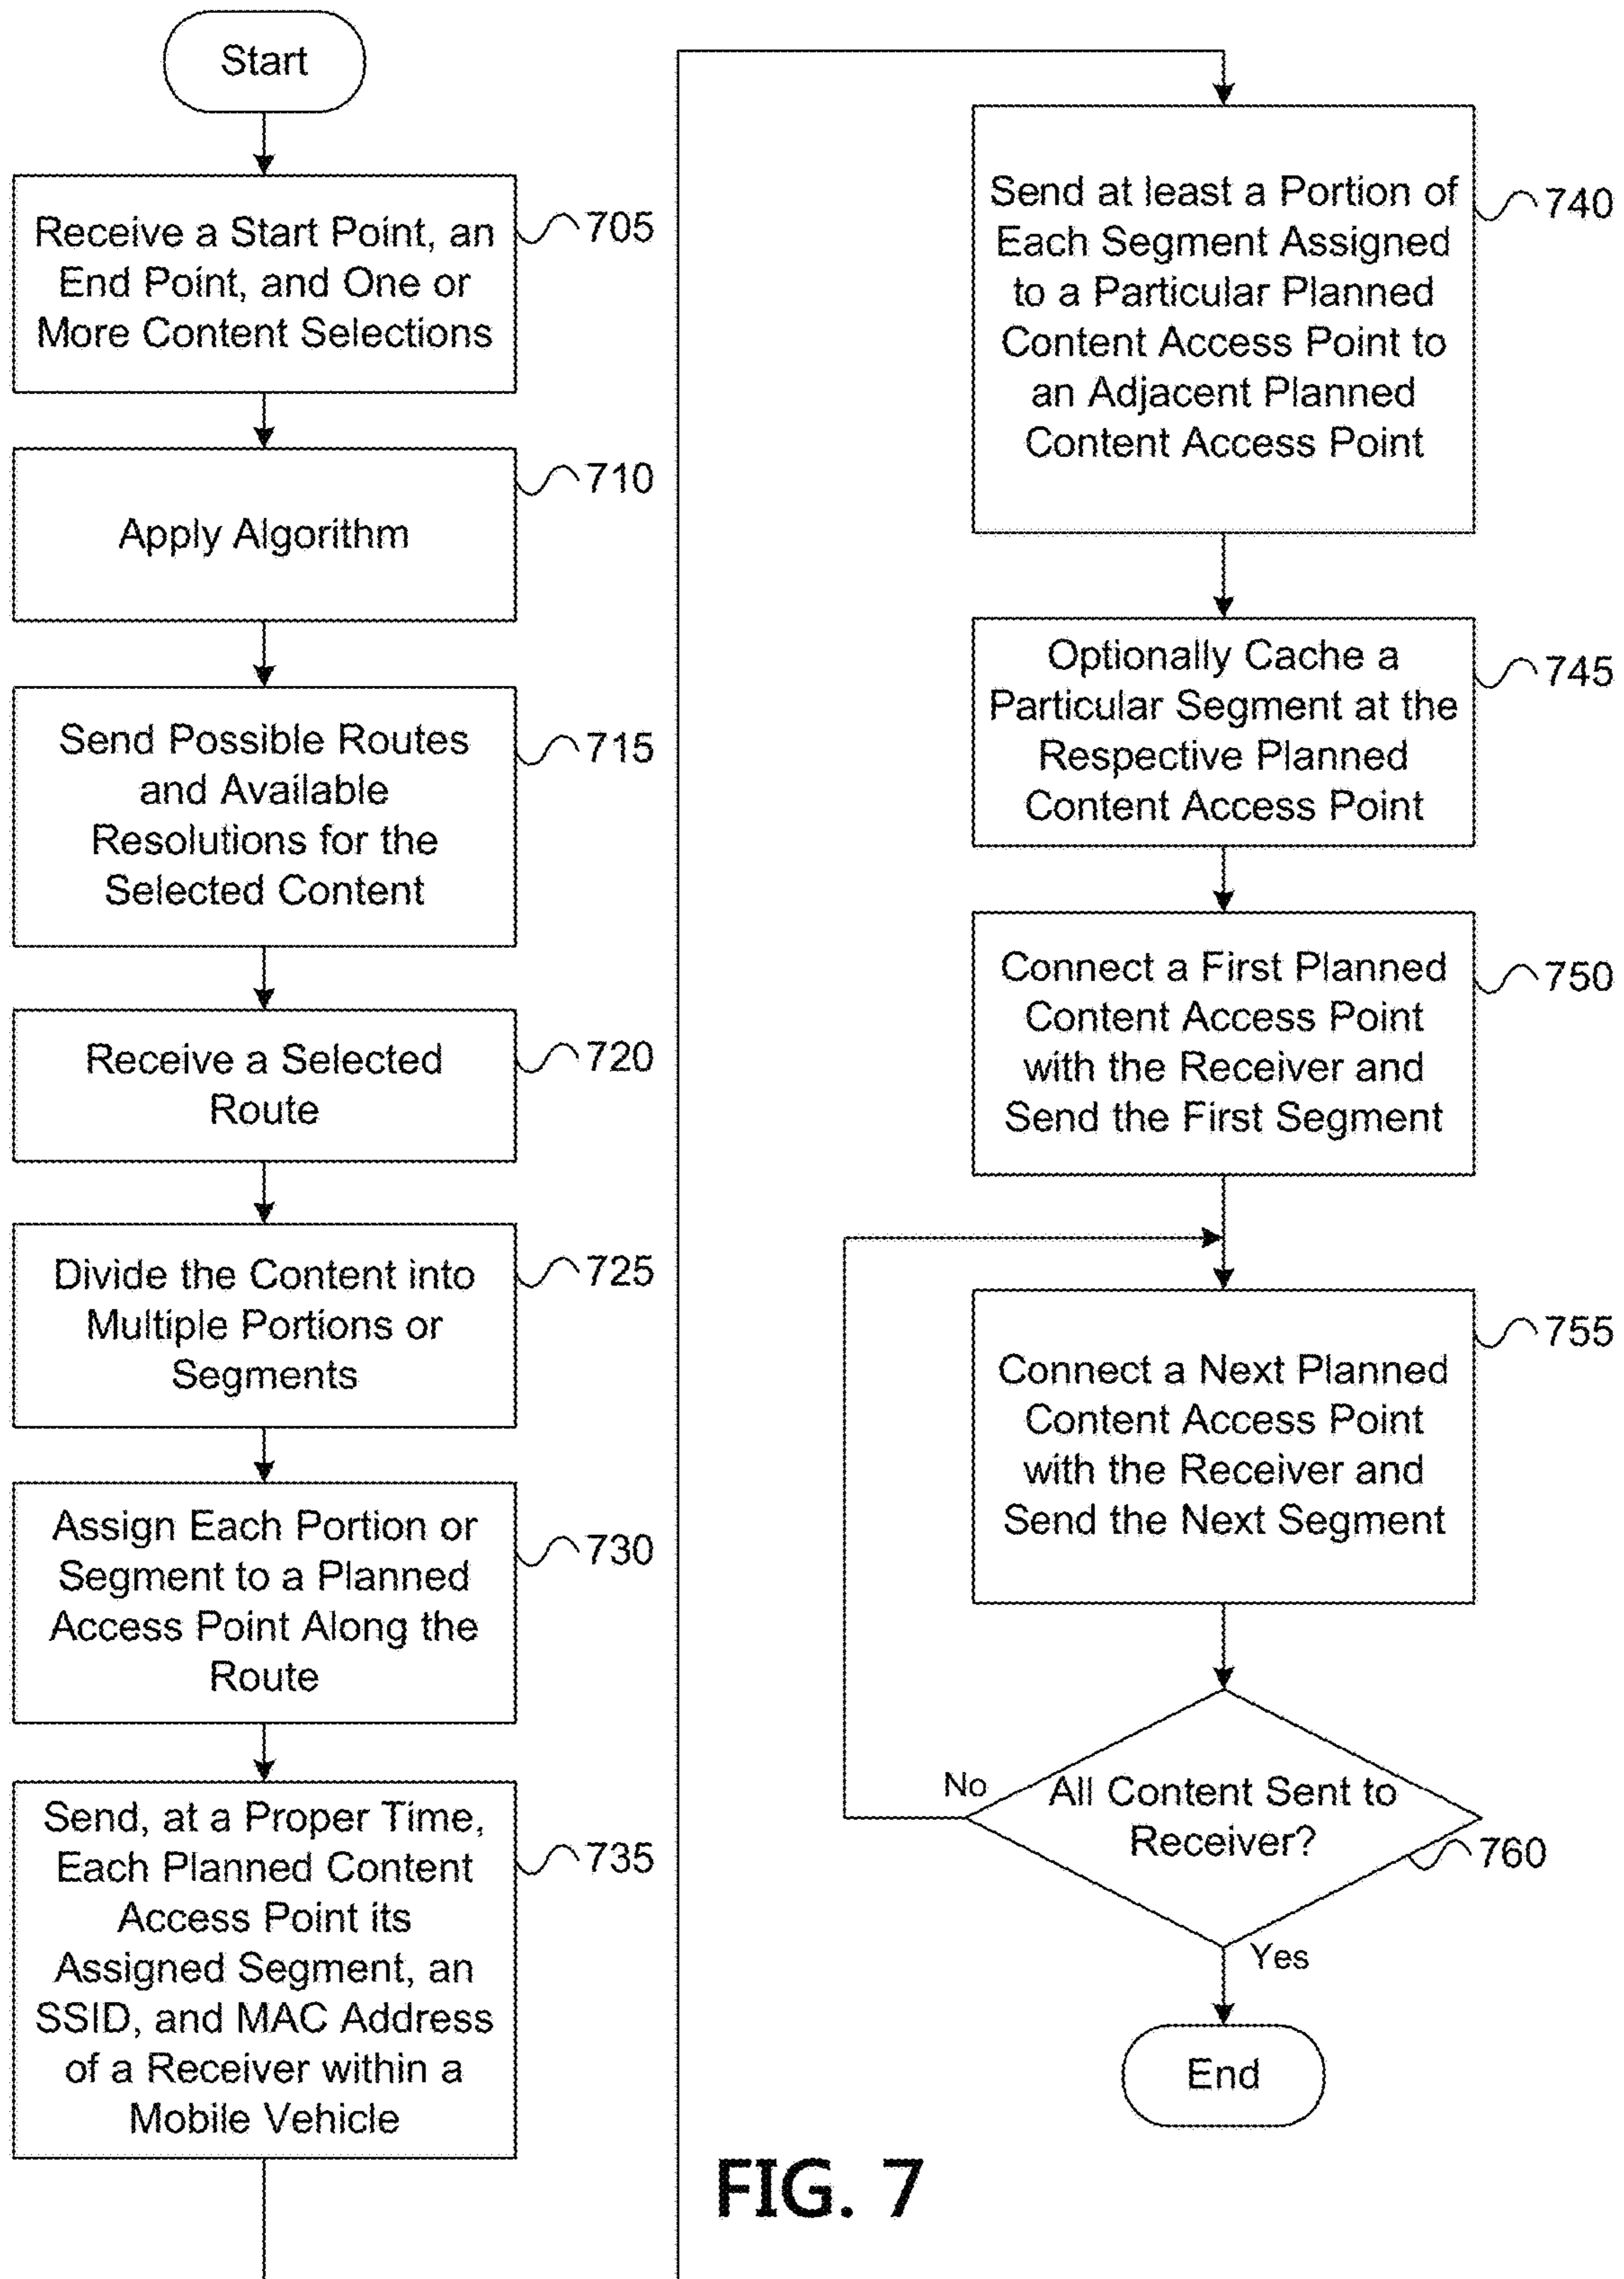 Start
Receive a Start Point, an
End Point, and One or
More Content Selections
705
Apply Algorithm
710
Send Possible Routes
and Available
Resolutions for the
Selected Content
715
Receive a Selected
Route
720
Divide the Content into
Multiple Portions or
Segments
725
Assign Each Portion or
Segment to a Planned
Access Point Along the
Route
730
Send, at a Proper Time,
Each Planned Content
Access Point its
Assigned Segment, an
SSID, and MAC Address
of a Receiver within a
Mobile Vehicle
735
Send at least a Portion of
Each Segment Assigned
to a Particular Planned
Content Access Point to
an Adjacent Planned
Content Access Point
740
Optionally Cache a
Particular Segment at the
Respective Planned
Content Access Point
745
Connect a First Planned
Content Access Point
with the Receiver and
Send the First Segment
750
Connect a Next Planned
Content Access Point
with the Receiver and
Send the Next Segment
755
No
All Content Sent to
Receiver?
760
Yes
End
FIG. 7